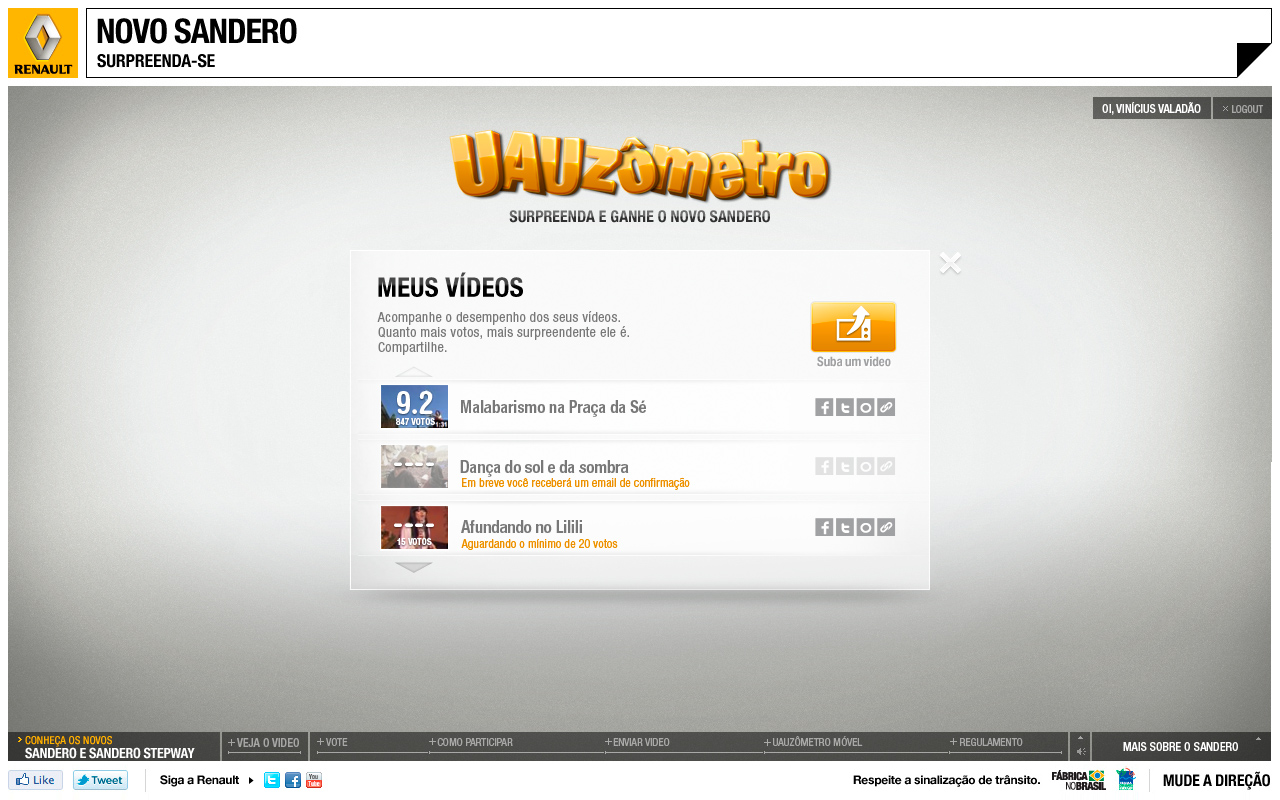 RENAULT
NOVO SANDERO
SURPREENDA-SE
OI, VINÍCIUS VALADÃO
× LOGOUT
UAUzômetro
SURPREENDA E GANHE O NOVO SANDERO
MEUS VÍDEOS
Acompanhe o desempenho dos seus vídeos.
Quanto mais votos, mais surpreendente ele é.
Compartilhe.
Suba um vídeo
9.2
847 VOTOS
1:31
Malabarismo na Praça da Sé
----
Dança do sol e da sombra
Em breve você receberá um email de confirmação
----
15 VOTOS
Afundando no Lilili
Aguardando o mínimo de 20 votos
> CONHEÇA OS NOVOS
SANDERO E SANDERO STEPWAY
+ VEJA O VIDEO
+ VOTE
+ COMO PARTICIPAR
+ ENVIAR VIDEO
+ UAUZÔMETRO MÓVEL
+ REGULAMENTO
MAIS SOBRE O SANDERO
Like
Tweet
Siga a Renault
You Tube
Respeite a sinalização de trânsito.
FÁBRICA
NO BRASIL
MUDE A DIREÇÃO